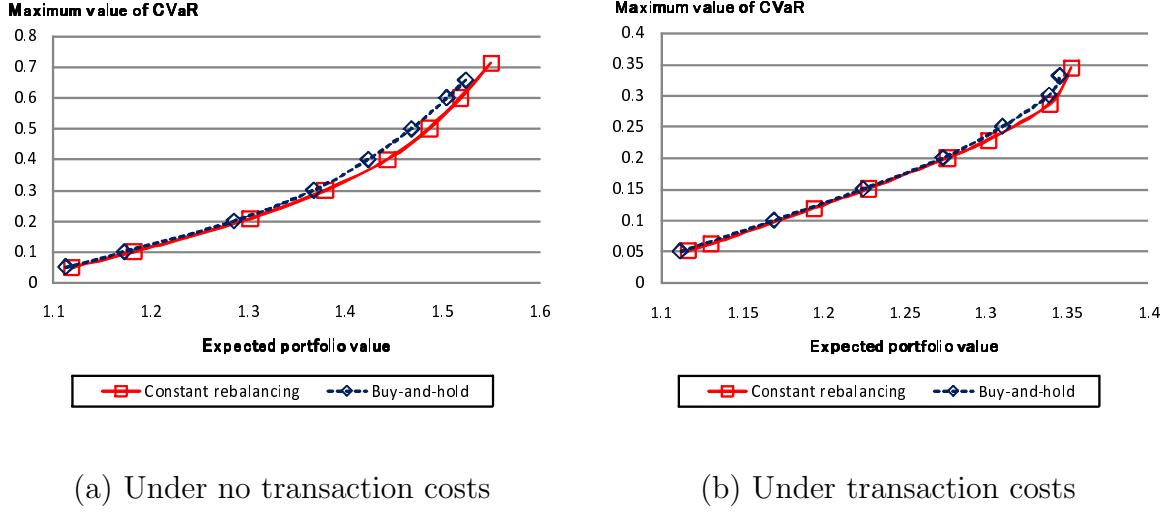 Maximum value of CVaR
0.8
0.7
0.6
0.5
0.4
0.3
0.2
0.1
0
1.1 1.2 1.3 1.4 1.5 1.6
Expected portfolio value
Constant rebalancing Buy-and-hold
(a) Under no transaction costs
Maximum value of CVaR
0.4
0.35
0.3
0.25
0.2
0.15
0.1
0.05
0
1.1 1.15 1.2 1.25 1.3 1.35 1.4
Expected portfolio value
Constant rebalancing Buy-and-hold
(b) Under transaction costs